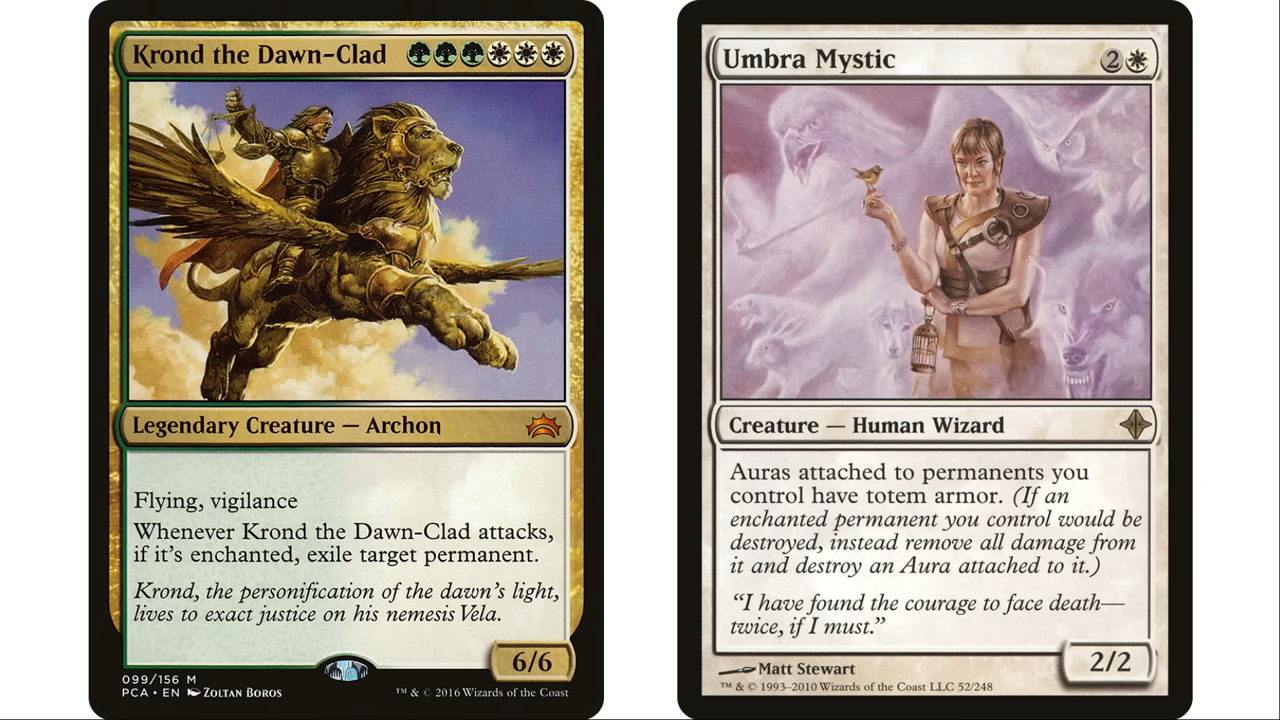 Krond the Dawn-Clad
Legendary Creature — Archon
Flying, vigilance
Whenever Krond the Dawn-Clad attacks,
if it's enchanted, exile target permanent.
Krond, the personification of the dawn's light,
lives to exact justice on his nemesis Vela.
6/6
099/156 M
PCA • EN ZOLTAN BOROS
™ & © 2016 Wizards of the Coast
Umbra Mystic
2
Creature — Human Wizard
Auras attached to permanents you
control have totem armor. (If an
enchanted permanent you control would be
destroyed, instead remove all damage from
it and destroy an Aura attached to it.)
“I have found the courage to face death—
twice, if I must.”
2/2
Matt Stewart
™ & © 1993–2010 Wizards of the Coast LLC 52/248